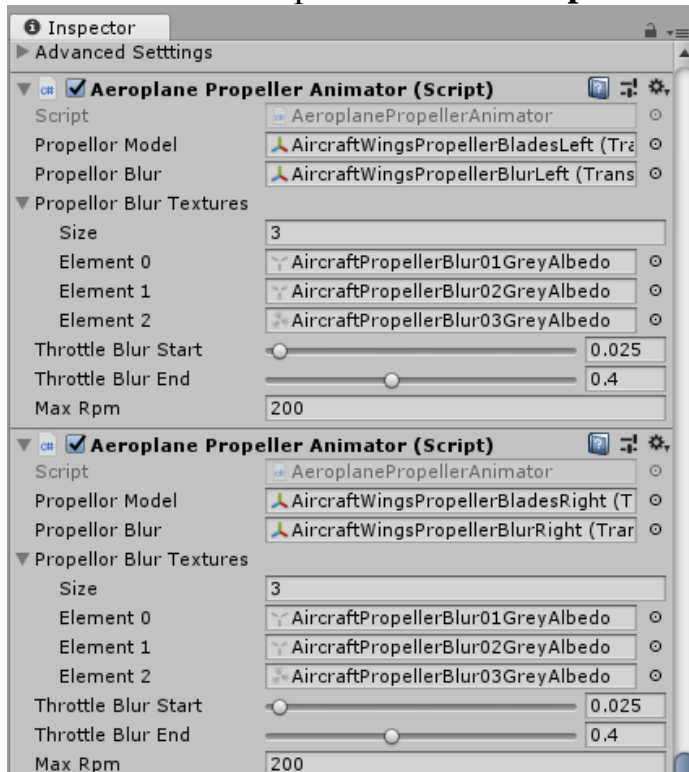 Inspector
Advanced Setttings
Aeroplane Propeller Animator (Script)
Script AeroplanePropellerAnimator
Propellor Model AircraftWingsPropellerBladesLeft (Tra
Propellor Blur AircraftWingsPropellerBlurLeft (Trans
Propellor Blur Textures
Size 3
Element 0 AircraftPropellerBlur01GreyAlbedo
Element 1 AircraftPropellerBlur02GreyAlbedo
Element 2 AircraftPropellerBlur03GreyAlbedo
Throttle Blur Start 0.025
Throttle Blur End 0.4
Max Rpm 200
Aeroplane Propeller Animator (Script)
Script AeroplanePropellerAnimator
Propellor Model AircraftWingsPropellerBladesRight (T
Propellor Blur AircraftWingsPropellerBlurRight (Tran
Propellor Blur Textures
Size 3
Element 0 AircraftPropellerBlur01GreyAlbedo
Element 1 AircraftPropellerBlur02GreyAlbedo
Element 2 AircraftPropellerBlur03GreyAlbedo
Throttle Blur Start 0.025
Throttle Blur End 0.4
Max Rpm 200